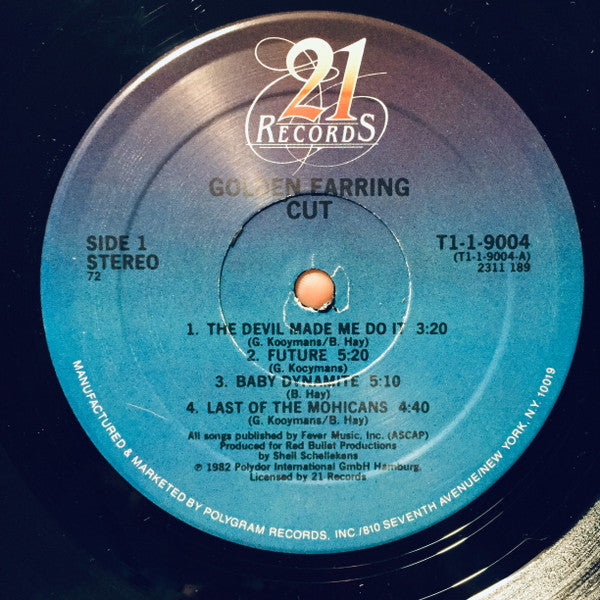 21
RECORDS
GOLDEN EARRING
CUT
SIDE 1
STEREO
72
T1-1-9004
(T1-1-9004-A)
2311 189
1. THE DEVIL MADE ME DO IT 3:20
(G. Kooymans/B. Hay)
2. FUTURE 5:20
(G. Kooymans)
3. BABY DYNAMITE 5:10
(B. Hay)
4. LAST OF THE MOHICANS 4:40
(G. Kooymans/B. Hay)
All songs published by Fever Music, Inc. (ASCAP)
Produced for Red Bullet Productions
by Shell Schellekens
℗ 1982 Polydor International GmbH Hamburg.
Licensed by 21 Records
MANUFACTURED & MARKETED BY POLYGRAM RECORDS, INC /810 SEVENTH AVENUE/NEW YORK, N.Y. 10019